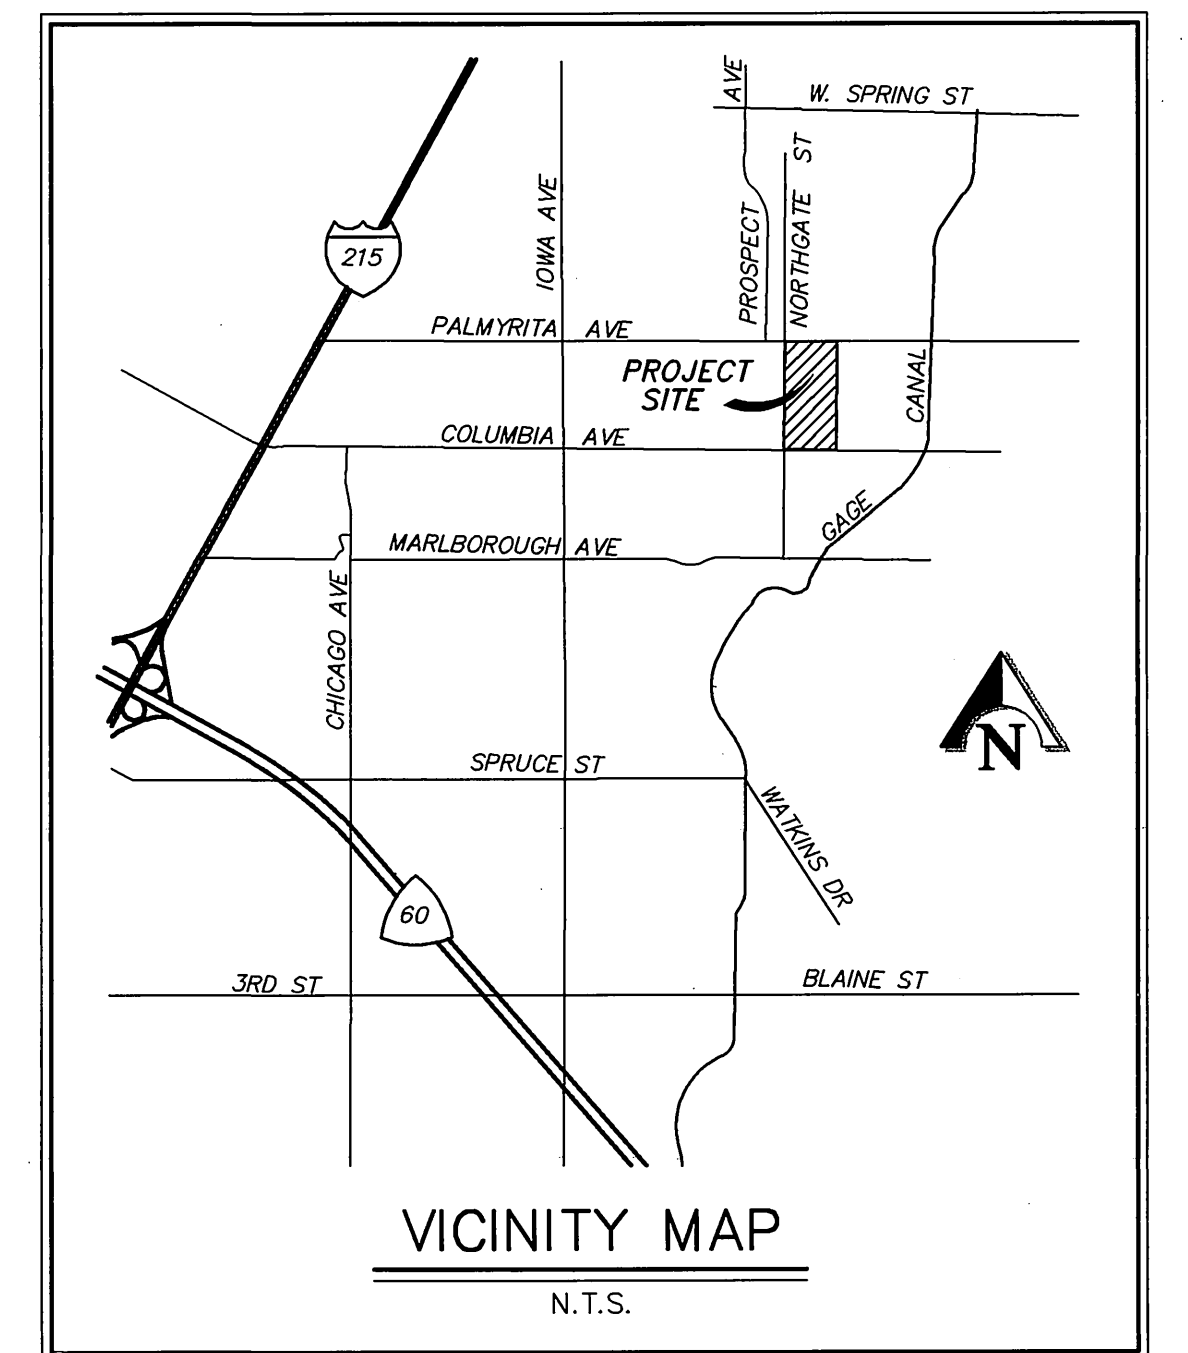 AVE
W. SPRING ST
IOWA AVE
PROSPECT
NORTHGATE ST
215
PALMYRITA AVE
PROJECT
SITE
CANAL
COLUMBIA AVE
GAGE
MARLBOROUGH AVE
CHICAGO AVE
N
SPRUCE ST
WATKINS DR
60
3RD ST
BLAINE ST
VICINITY MAP
N.T.S.